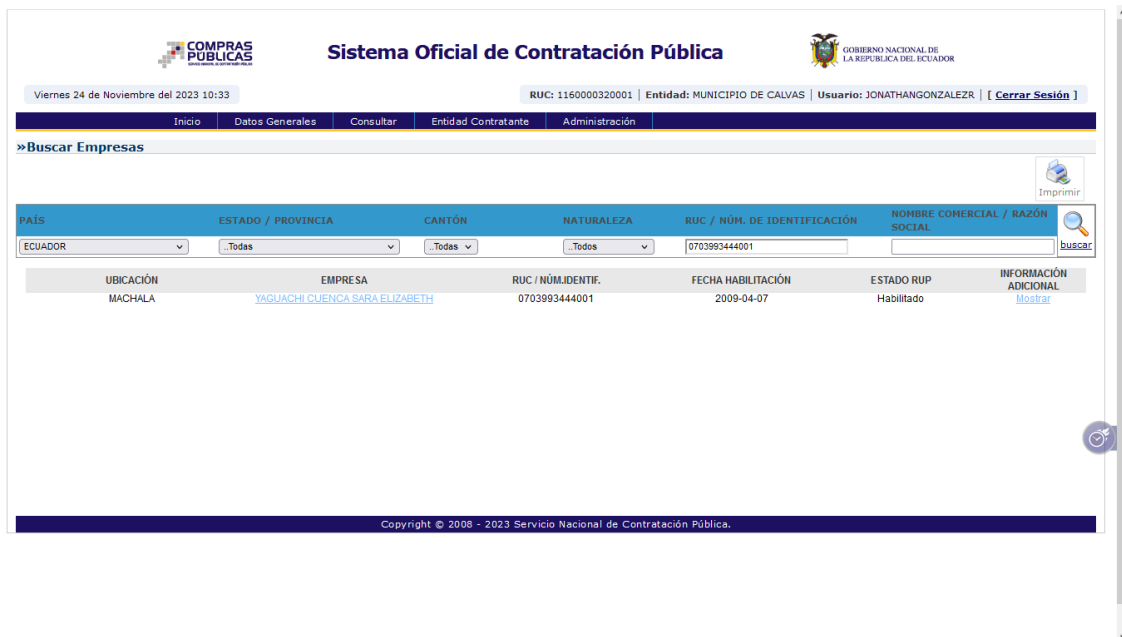 COMPRAS
PÚBLICAS
Sistema Oficial de Contratación Pública
GOBIERNO NACIONAL DE
LA REPUBLICA DEL ECUADOR
Viernes 24 de Noviembre del 2023 10:33
RUC: 1160000320001 | Entidad: MUNICIPIO DE CALVAS | Usuario: JONATHANGONZALEZR | [ Cerrar Sesión ]
Inicio Datos Generales Consultar Entidad Contratante Administración
»Buscar Empresas
Imprimir
PAÍS ESTADO / PROVINCIA CANTÓN NATURALEZA RUC / NÚM. DE IDENTIFICACIÓN NOMBRE COMERCIAL / RAZÓN SOCIAL
ECUADOR ..Todas ..Todas ..Todos 0703993444001 buscar
UBICACIÓN EMPRESA RUC / NÚM.IDENTIF. FECHA HABILITACIÓN ESTADO RUP INFORMACIÓN ADICIONAL
MACHALA YAGUACHI CUENCA SARA ELIZABETH 0703993444001 2009-04-07 Habilitado Mostrar
Copyright © 2008 - 2023 Servicio Nacional de Contratación Pública.